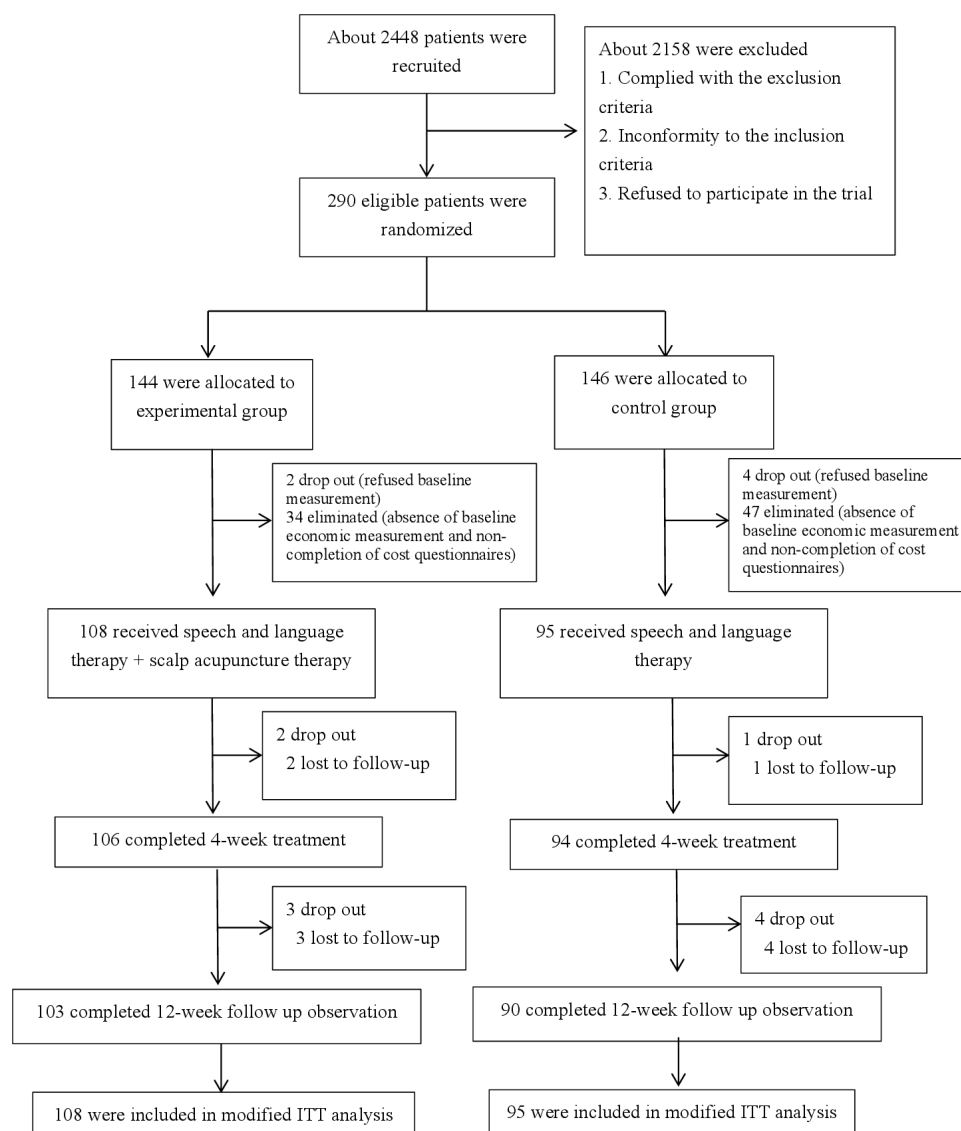 About 2448 patients were
recruited
About 2158 were excluded
1. Complied with the exclusion
criteria
2. Inconformity to the inclusion
criteria
3. Refused to participate in the trial
290 eligible patients were
randomized
144 were allocated to
experimental group
146 were allocated to
control group
2 drop out (refused baseline
measurement)
34 eliminated (absence of baseline
economic measurement and non-
completion of cost questionnaires)
4 drop out (refused baseline
measurement)
47 eliminated (absence of
baseline economic measurement
and non-completion of cost
questionnaires)
108 received speech and language
therapy + scalp acupuncture therapy
95 received speech and language
therapy
2 drop out
2 lost to follow-up
1 drop out
1 lost to follow-up
106 completed 4-week treatment
94 completed 4-week treatment
3 drop out
3 lost to follow-up
4 drop out
4 lost to follow-up
103 completed 12-week follow up observation
90 completed 12-week follow up observation
108 were included in modified ITT analysis
95 were included in modified ITT analysis